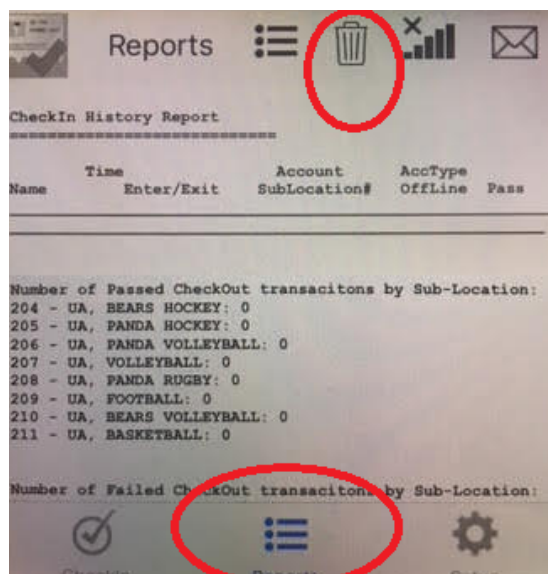 Reports
CheckIn History Report
============================
Time Account AccType
Name Enter/Exit SubLocation# OffLine Pass
Number of Passed CheckOut transacitons by Sub-Location:
204 - UA, BEARS HOCKEY: 0
205 - UA, PANDA HOCKEY: 0
206 - UA, PANDA VOLLEYBALL: 0
207 - UA, VOLLEYBALL: 0
208 - UA, PANDA RUGBY: 0
209 - UA, FOOTBALL: 0
210 - UA, BEARS VOLLEYBALL: 0
211 - UA, BASKETBALL: 0
Number of Failed CheckOut transacitons by Sub-Location: